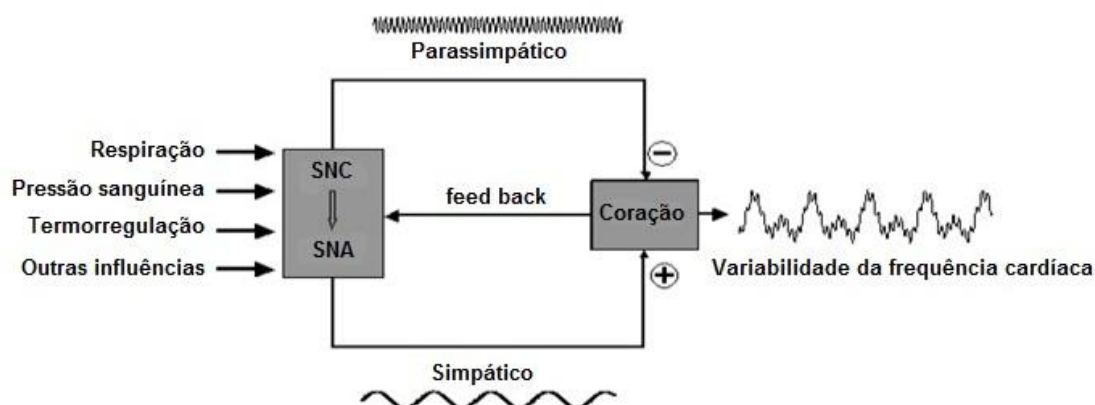 Parassimpático
Respiração
Pressão sanguínea
Termorregulação
Outras influências
SNC
SNA
feed back
−
Coração
+
Variabilidade da frequência cardíaca
Simpático